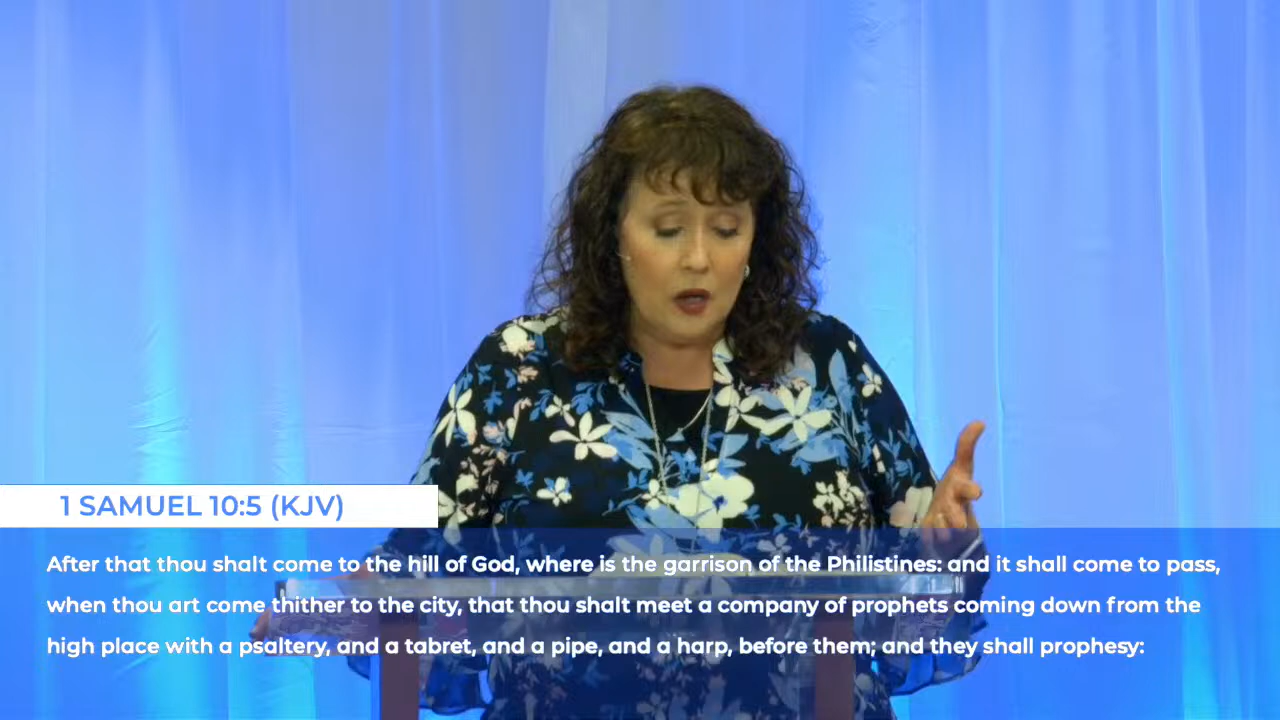 1 SAMUEL 10:5 (KJV)
After that thou shalt come to the hill of God, where is the garrison of the Philistines: and it shall come to pass,
when thou art come thither to the city, that thou shalt meet a company of prophets coming down from the
high place with a psaltery, and a tabret, and a pipe, and a harp, before them; and they shall prophesy: